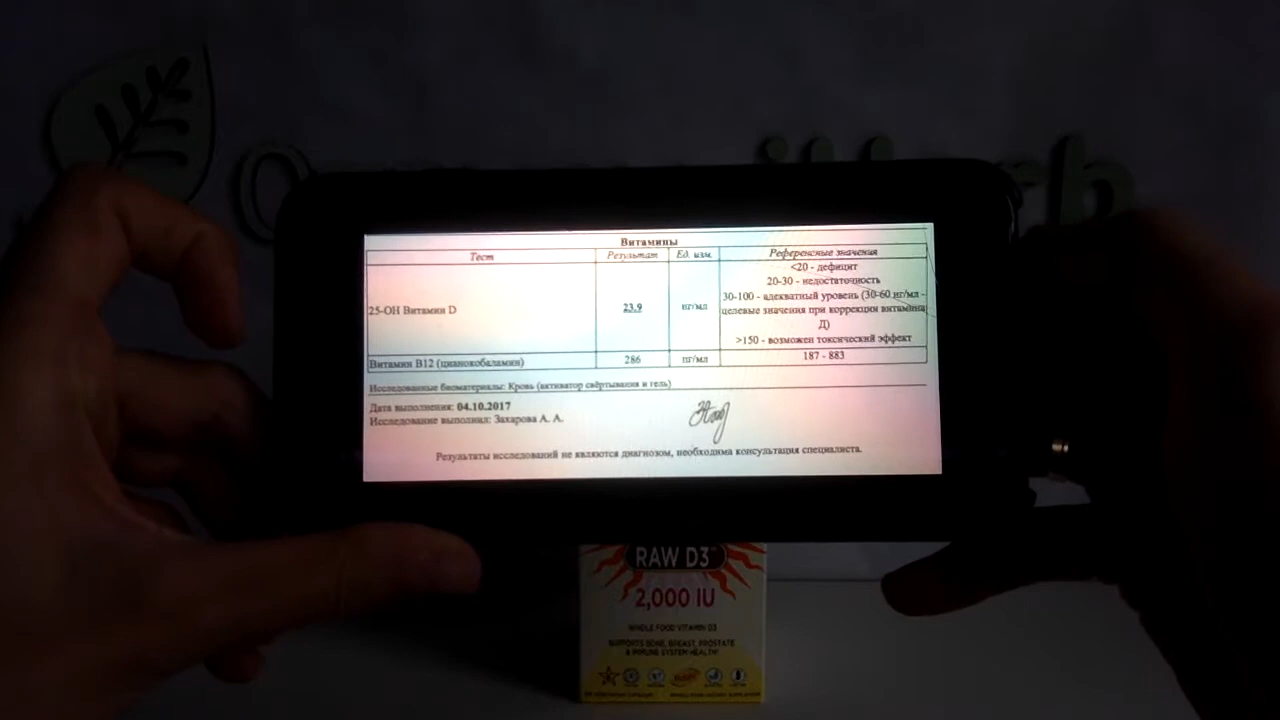 Витамины
Тест Результат Ед. изм. Референсные значения
25-OH Витамин D 23.9 нг/мл
<20 - дефицит
20-30 - недостаточность
30-100 - адекватный уровень (30-60 нг/мл -
целевые значения при коррекции витамина
Д)
>150 - возможен токсический эффект
Витамин B12 (цианокобаламин) 286 пг/мл 187 - 883
Исследованные биоматериалы: Кровь (активатор свёртывания и гель)
Дата выполнения: 04.10.2017
Исследование выполнил: Захарова А. А.
Результаты исследований не являются диагнозом, необходима консультация специалиста.
RAW D3™
2,000 IU
WHOLE FOOD VITAMIN D3
SUPPORTS BONE, BREAST, PROSTATE
& IMMUNE SYSTEM HEALTH